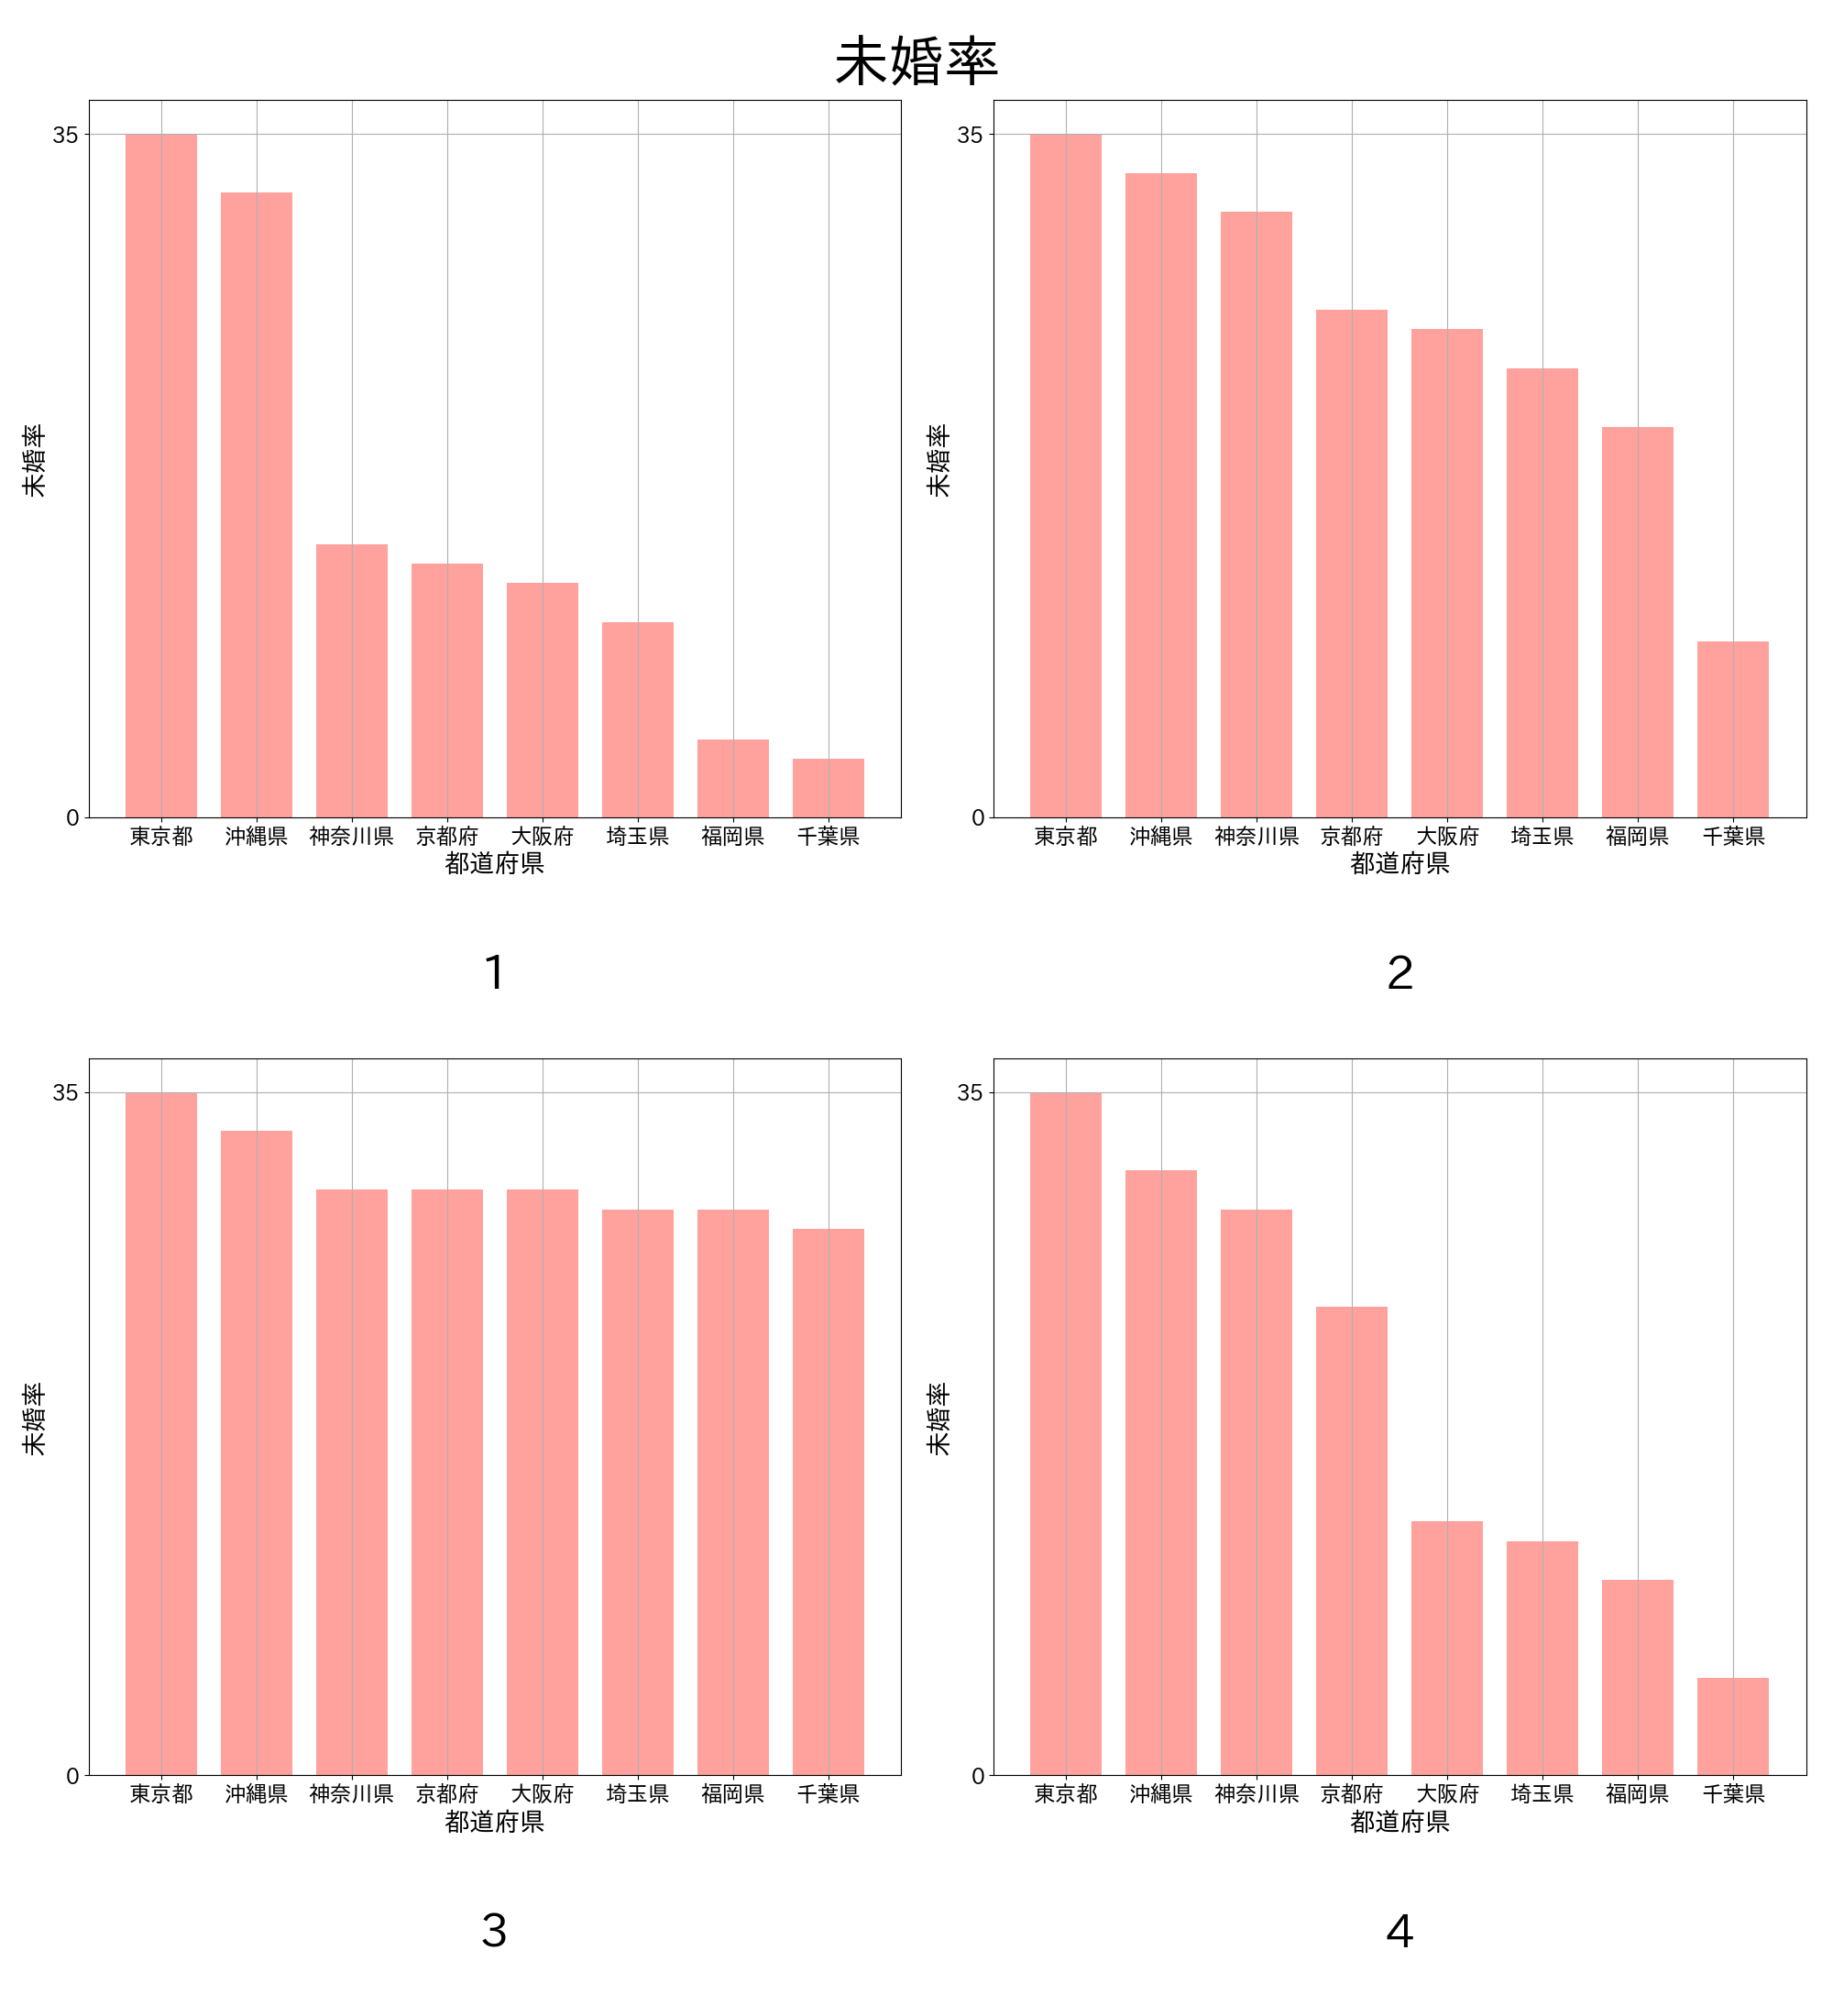 未婚率
35
0
未婚率
東京都 沖縄県 神奈川県 京都府 大阪府 埼玉県 福岡県 千葉県
都道府県
1
35
0
未婚率
東京都 沖縄県 神奈川県 京都府 大阪府 埼玉県 福岡県 千葉県
都道府県
2
35
0
未婚率
東京都 沖縄県 神奈川県 京都府 大阪府 埼玉県 福岡県 千葉県
都道府県
3
35
0
未婚率
東京都 沖縄県 神奈川県 京都府 大阪府 埼玉県 福岡県 千葉県
都道府県
4